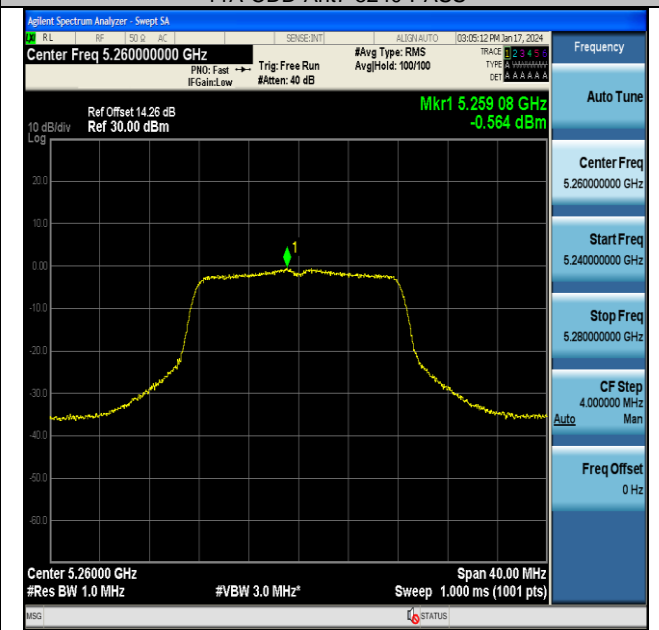 Agilent Spectrum Analyzer - Swept SA
RL RF 50 Ω AC SENSE:INT ALIGN AUTO 03:05:12 PM Jan 17, 2024
Center Freq 5.260000000 GHz
PNO: Fast
IFGain:Low
Trig: Free Run
#Atten: 40 dB
#Avg Type: RMS
Avg|Hold: 100/100
TRACE 1 2 3 4 5 6
TYPE A WWWWW
DET A A A A A A
Ref Offset 14.26 dB
10 dB/div Ref 30.00 dBm
Log
Mkr1 5.259 08 GHz
-0.564 dBm
20.0
10.0
0.00
-10.0
-20.0
-30.0
-40.0
-50.0
-60.0
1
Center 5.26000 GHz Span 40.00 MHz
#Res BW 1.0 MHz #VBW 3.0 MHz* Sweep 1.000 ms (1001 pts)
MSG STATUS
Frequency
Auto Tune
Center Freq
5.260000000 GHz
Start Freq
5.240000000 GHz
Stop Freq
5.280000000 GHz
CF Step
4.000000 MHz
Auto Man
Freq Offset
0 Hz